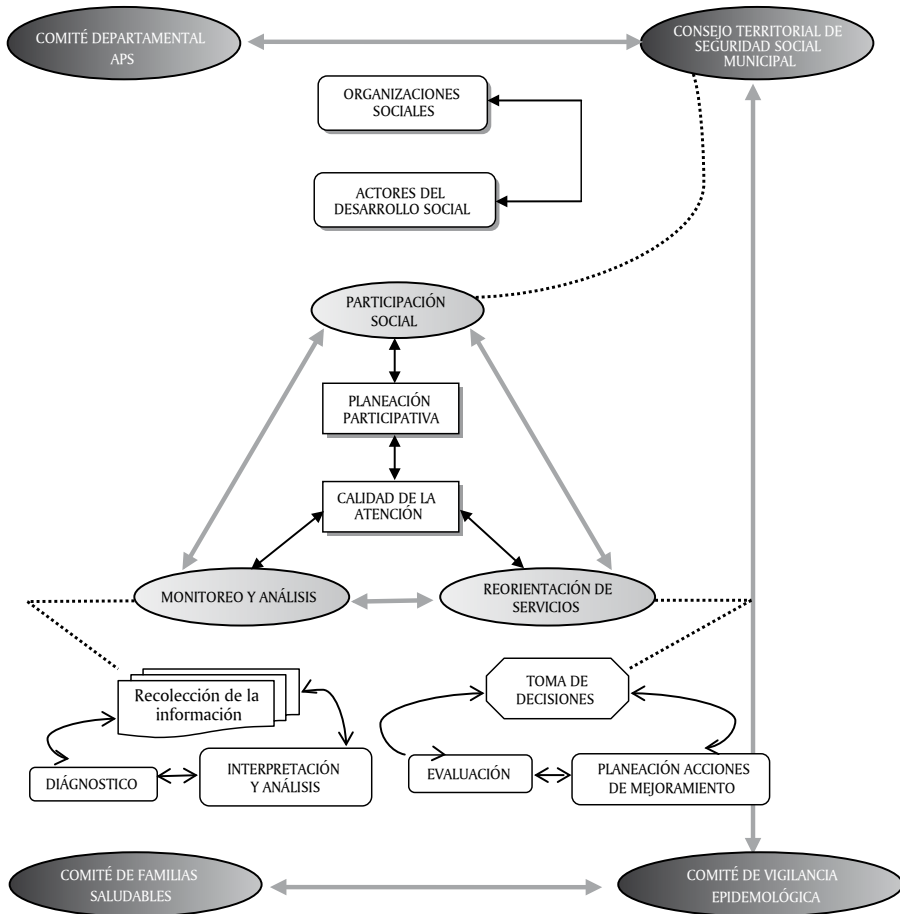 COMITÉ DEPARTAMENTAL
APS
CONSEJO TERRITORIAL DE
SEGURIDAD SOCIAL
MUNICIPAL
ORGANIZACIONES
SOCIALES
ACTORES DEL
DESARROLLO SOCIAL
PARTICIPACIÓN
SOCIAL
PLANEACIÓN
PARTICIPATIVA
CALIDAD DE LA
ATENCIÓN
MONITOREO Y ANÁLISIS
REORIENTACIÓN DE
SERVICIOS
Recolección de la
información
TOMA DE
DECISIONES
DIÁGNOSTICO
INTERPRETACIÓN
Y ANÁLISIS
EVALUACIÓN
PLANEACIÓN ACCIONES
DE MEJORAMIENTO
COMITÉ DE FAMILIAS
SALUDABLES
COMITÉ DE VIGILANCIA
EPIDEMOLÓGICA